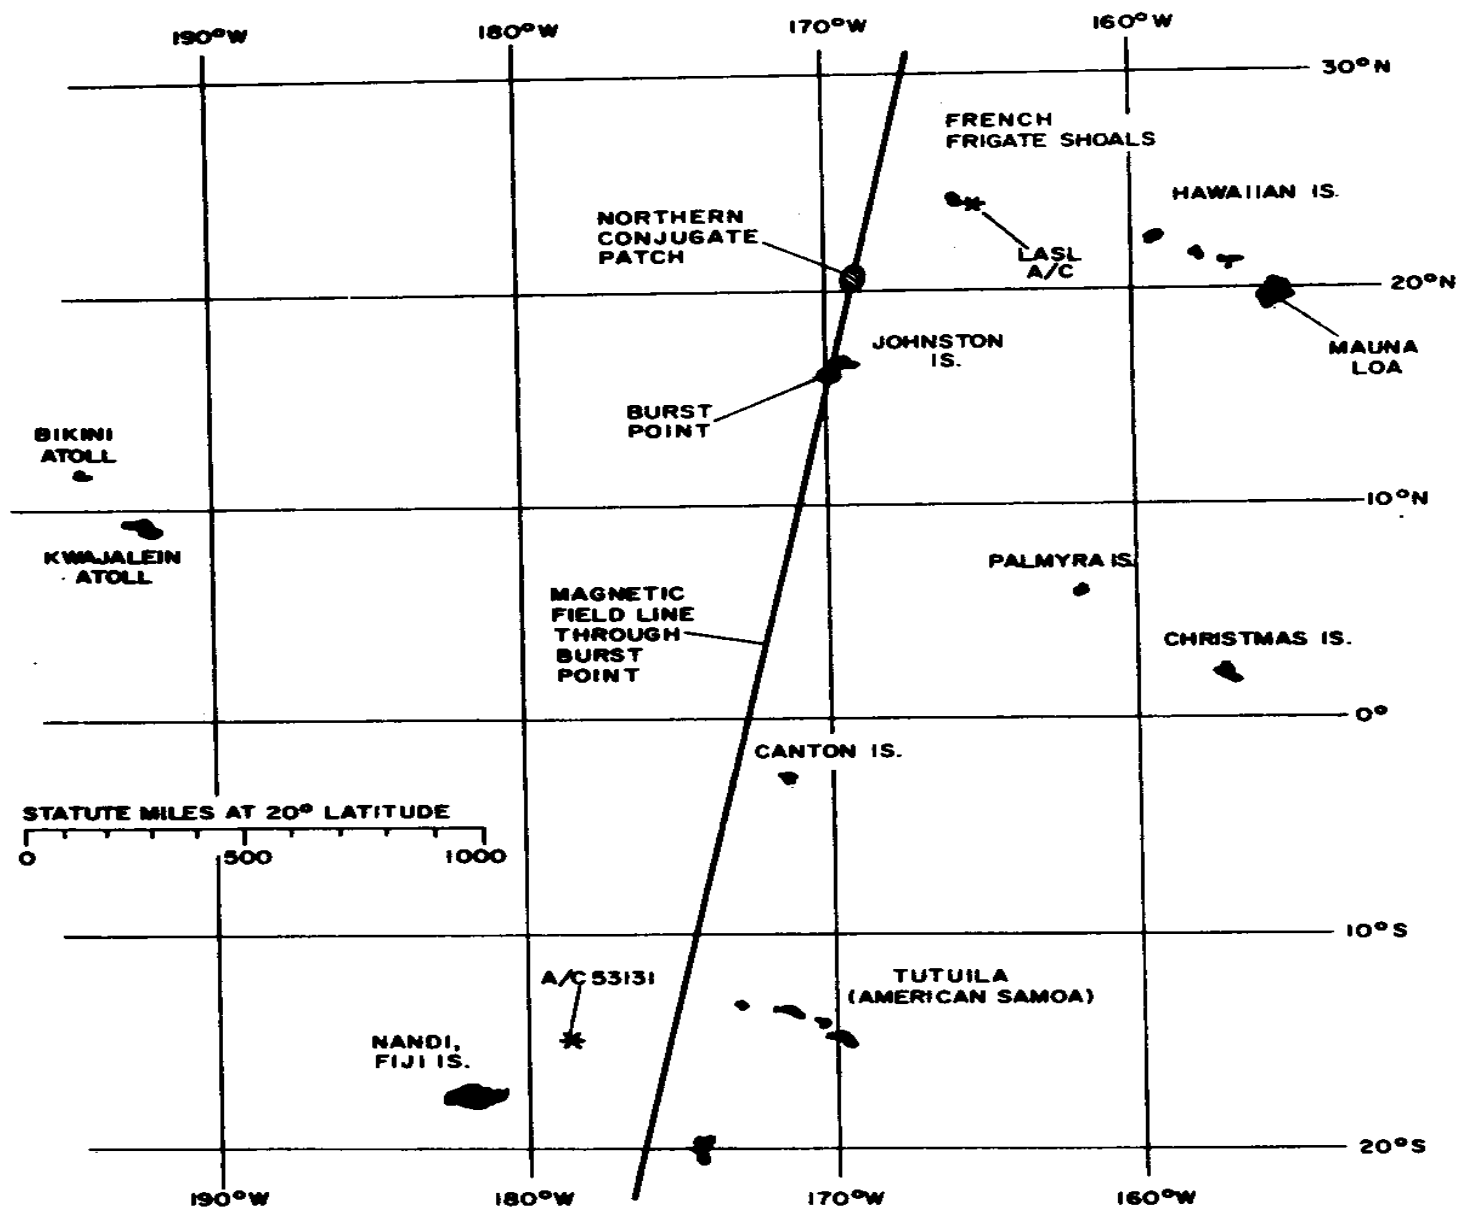 190°W 180°W 170°W 160°W
30°N
FRENCH
FRIGATE SHOALS
HAWAIIAN IS.
NORTHERN
CONJUGATE
PATCH
LASL
A/C
20°N
JOHNSTON
IS.
MAUNA
LOA
BURST
POINT
BIKINI
ATOLL
10°N
KWAJALEIN
ATOLL
PALMYRA IS.
MAGNETIC
FIELD LINE
THROUGH
BURST
POINT
CHRISTMAS IS.
0°
CANTON IS.
STATUTE MILES AT 20° LATITUDE
0 500 1000
10°S
A/C 53131
TUTUILA
(AMERICAN SAMOA)
NANDI,
FIJI IS.
20°S
190°W 180°W 170°W 160°W